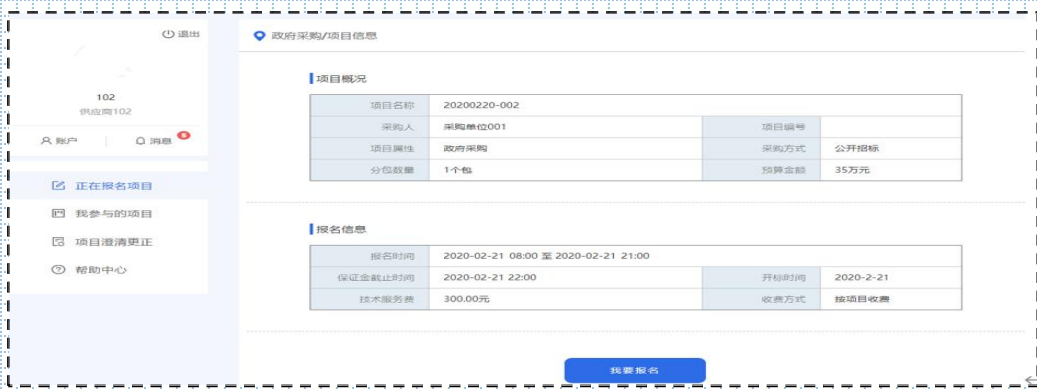 退出
102
供应商102
账户
消息
正在报名项目
我参与的项目
项目澄清更正
帮助中心
政府采购/项目信息
项目概况
项目名称 20200220-002
采购人 采购单位001 项目编号
项目属性 政府采购 采购方式 公开招标
分包数量 1个包 预算金额 35万元
报名信息
报名时间 2020-02-21 08:00 至 2020-02-21 21:00
保证金截止时间 2020-02-21 22:00 开标时间 2020-2-21
技术服务费 300.00元 收费方式 按项目收费
我要报名